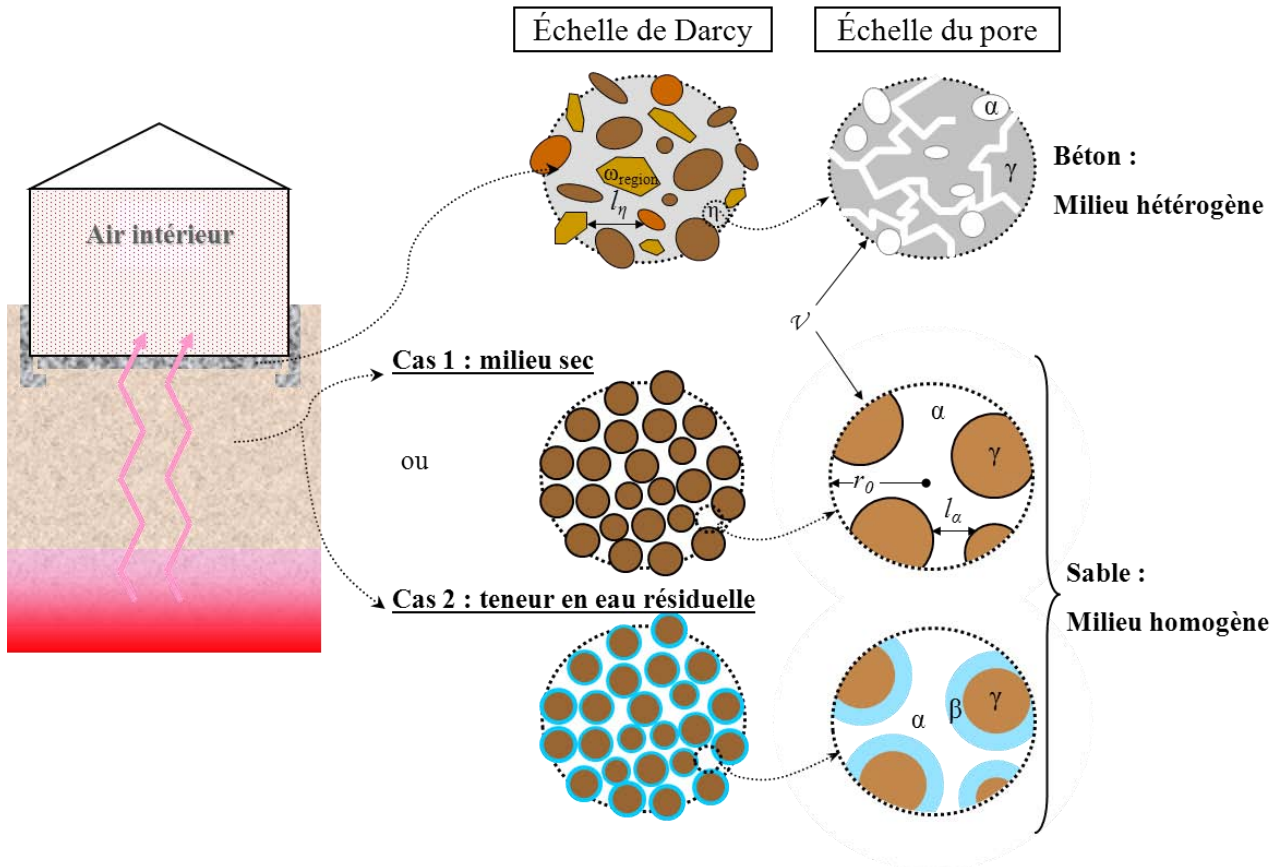 Échelle de Darcy
Échelle du pore
Air intérieur
ω_region
l_η
η
α
γ
Béton :
Milieu hétérogène
𝒱
Cas 1 : milieu sec
ou
α
γ
r_0
l_α
Cas 2 : teneur en eau résiduelle
Sable :
Milieu homogène
α
β
γ